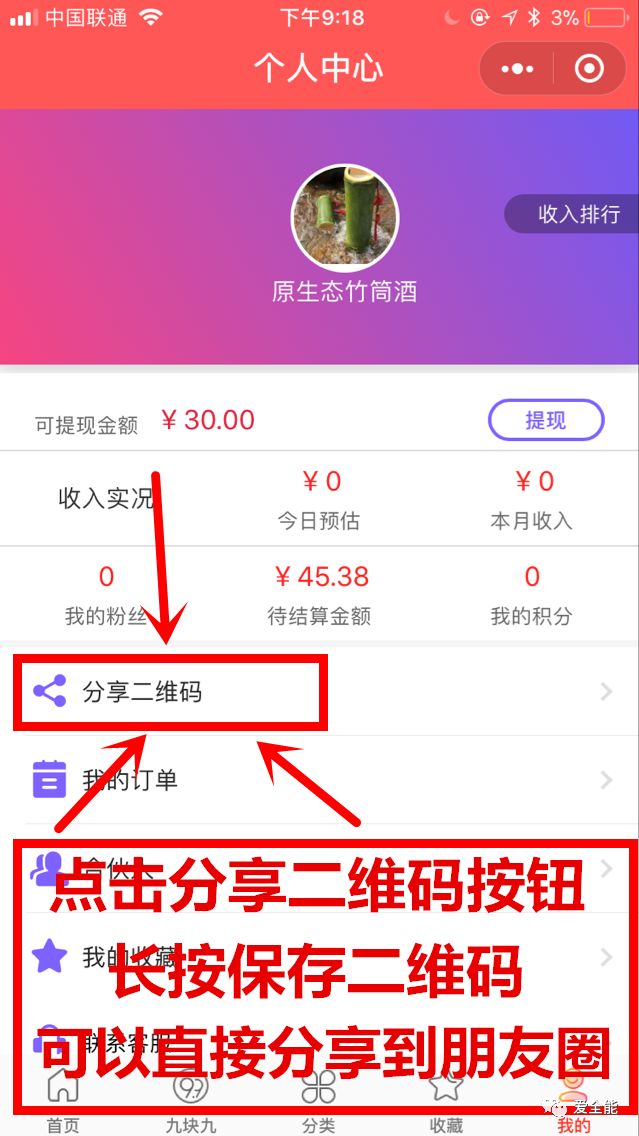 中国联通 下午9:18 3%
个人中心
收入排行
原生态竹筒酒
可提现金额 ¥ 30.00 提现
收入实况 ¥ 0 ¥ 0
今日预估 本月收入
0 ¥ 45.38 0
我的粉丝 待结算金额 我的积分
分享二维码
我的订单
合伙人
点击分享二维码按钮
我的收藏
长按保存二维码
联系客服
可以直接分享到朋友圈
爱全能
首页 九块九 分类 收藏 我的